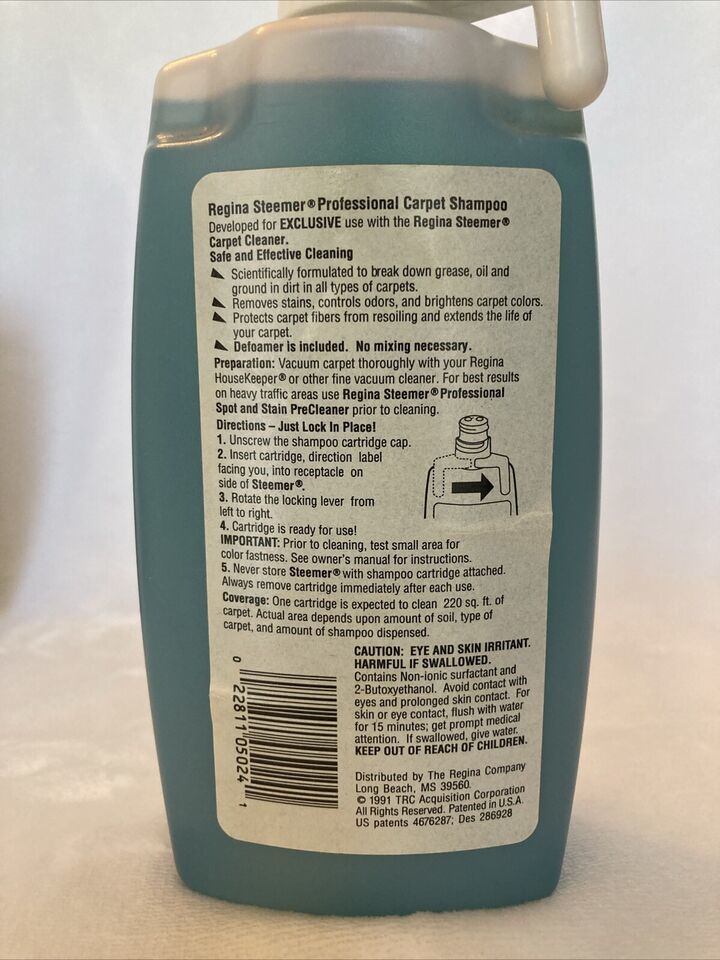 Regina Steemer® Professional Carpet Shampoo
Developed for EXCLUSIVE use with the Regina Steemer®
Carpet Cleaner.
Safe and Effective Cleaning
Scientifically formulated to break down grease, oil and
ground in dirt in all types of carpets.
Removes stains, controls odors, and brightens carpet colors.
Protects carpet fibers from resoiling and extends the life of
your carpet.
Defoamer is included. No mixing necessary.
Preparation: Vacuum carpet thoroughly with your Regina
HouseKeeper® or other fine vacuum cleaner. For best results
on heavy traffic areas use Regina Steemer® Professional
Spot and Stain PreCleaner prior to cleaning.
Directions – Just Lock In Place!
1. Unscrew the shampoo cartridge cap.
2. Insert cartridge, direction label
facing you, into receptacle on
side of Steemer®.
3. Rotate the locking lever from
left to right.
4. Cartridge is ready for use!
IMPORTANT: Prior to cleaning, test small area for
color fastness. See owner's manual for instructions.
5. Never store Steemer® with shampoo cartridge attached.
Always remove cartridge immediately after each use.
Coverage: One cartridge is expected to clean 220 sq. ft. of
carpet. Actual area depends upon amount of soil, type of
carpet, and amount of shampoo dispensed.
CAUTION: EYE AND SKIN IRRITANT.
HARMFUL IF SWALLOWED.
Contains Non-ionic surfactant and
2-Butoxyethanol. Avoid contact with
eyes and prolonged skin contact. For
skin or eye contact, flush with water
for 15 minutes; get prompt medical
attention. If swallowed, give water.
KEEP OUT OF REACH OF CHILDREN.
0 22811 05024 1
Distributed by The Regina Company
Long Beach, MS 39560.
© 1991 TRC Acquisition Corporation
All Rights Reserved. Patented in U.S.A.
US patents 4676287; Des 286928